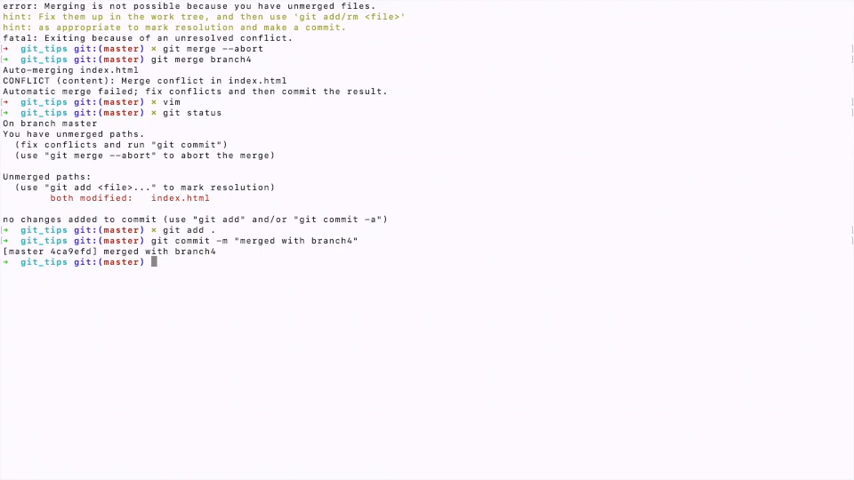 error: Merging is not possible because you have unmerged files.
hint: Fix them up in the work tree, and then use 'git add/rm <file>'
hint: as appropriate to mark resolution and make a commit.
fatal: Exiting because of an unresolved conflict.
➜  git_tips git:(master) × git merge --abort
➜  git_tips git:(master) git merge branch4
Auto-merging index.html
CONFLICT (content): Merge conflict in index.html
Automatic merge failed; fix conflicts and then commit the result.
➜  git_tips git:(master) × vim
➜  git_tips git:(master) × git status
On branch master
You have unmerged paths.
  (fix conflicts and run "git commit")
  (use "git merge --abort" to abort the merge)
Unmerged paths:
  (use "git add <file>..." to mark resolution)
        both modified:   index.html
no changes added to commit (use "git add" and/or "git commit -a")
➜  git_tips git:(master) × git add .
➜  git_tips git:(master) git commit -m "merged with branch4"
[master 4ca9efd] merged with branch4
➜  git_tips git:(master)